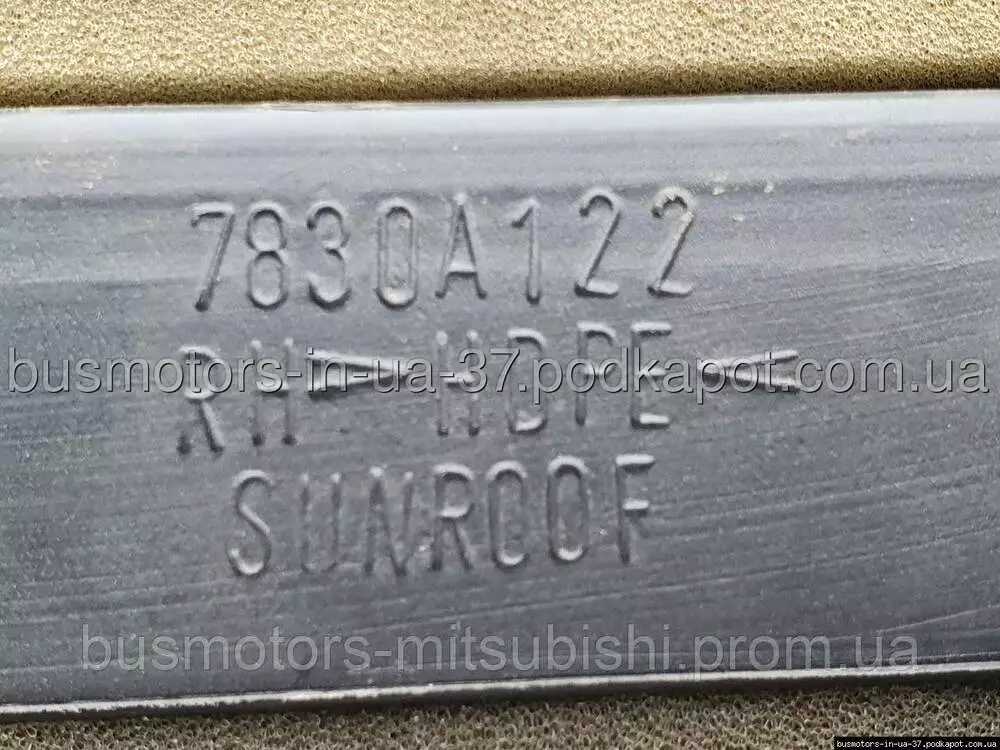 7830A122
RH >HDPE<
SUNROOF
busmotors-in-ua-37.podkapot.com.ua
busmotors-mitsubishi.prom.ua
busmotors-in-ua-37.podkapot.com.ua